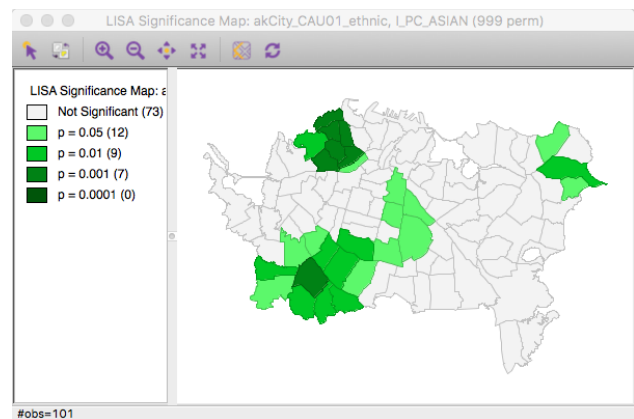 LISA Significance Map: akCity_CAU01_ethnic, I_PC_ASIAN (999 perm)
LISA Significance Map: a
Not Significant (73)
p = 0.05 (12)
p = 0.01 (9)
p = 0.001 (7)
p = 0.0001 (0)
#obs=101